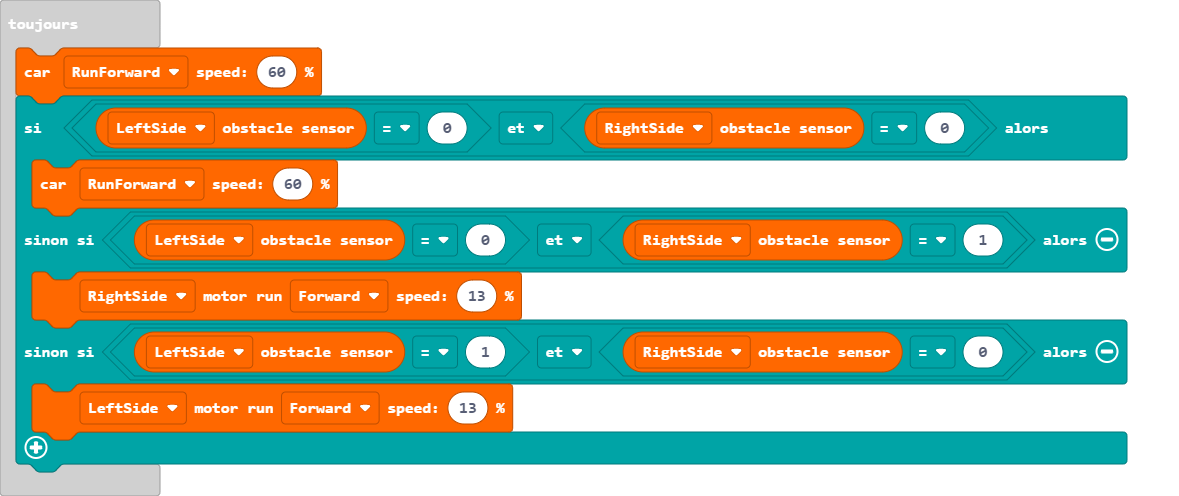 toujours
car RunForward speed: 60 %
si LeftSide obstacle sensor = 0 et RightSide obstacle sensor = 0 alors
car RunForward speed: 60 %
sinon si LeftSide obstacle sensor = 0 et RightSide obstacle sensor = 1 alors
RightSide motor run Forward speed: 13 %
sinon si LeftSide obstacle sensor = 1 et RightSide obstacle sensor = 0 alors
LeftSide motor run Forward speed: 13 %